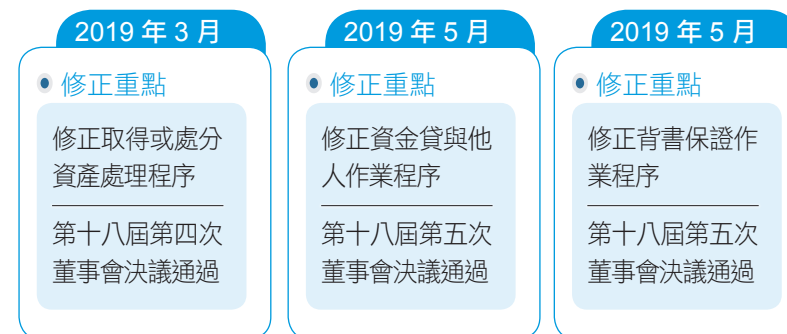 2019 年 3 月
修正重點
修正取得或處分
資產處理程序
第十八屆第四次
董事會決議通過
2019 年 5 月
修正重點
修正資金貸與他
人作業程序
第十八屆第五次
董事會決議通過
2019 年 5 月
修正重點
修正背書保證作
業程序
第十八屆第五次
董事會決議通過